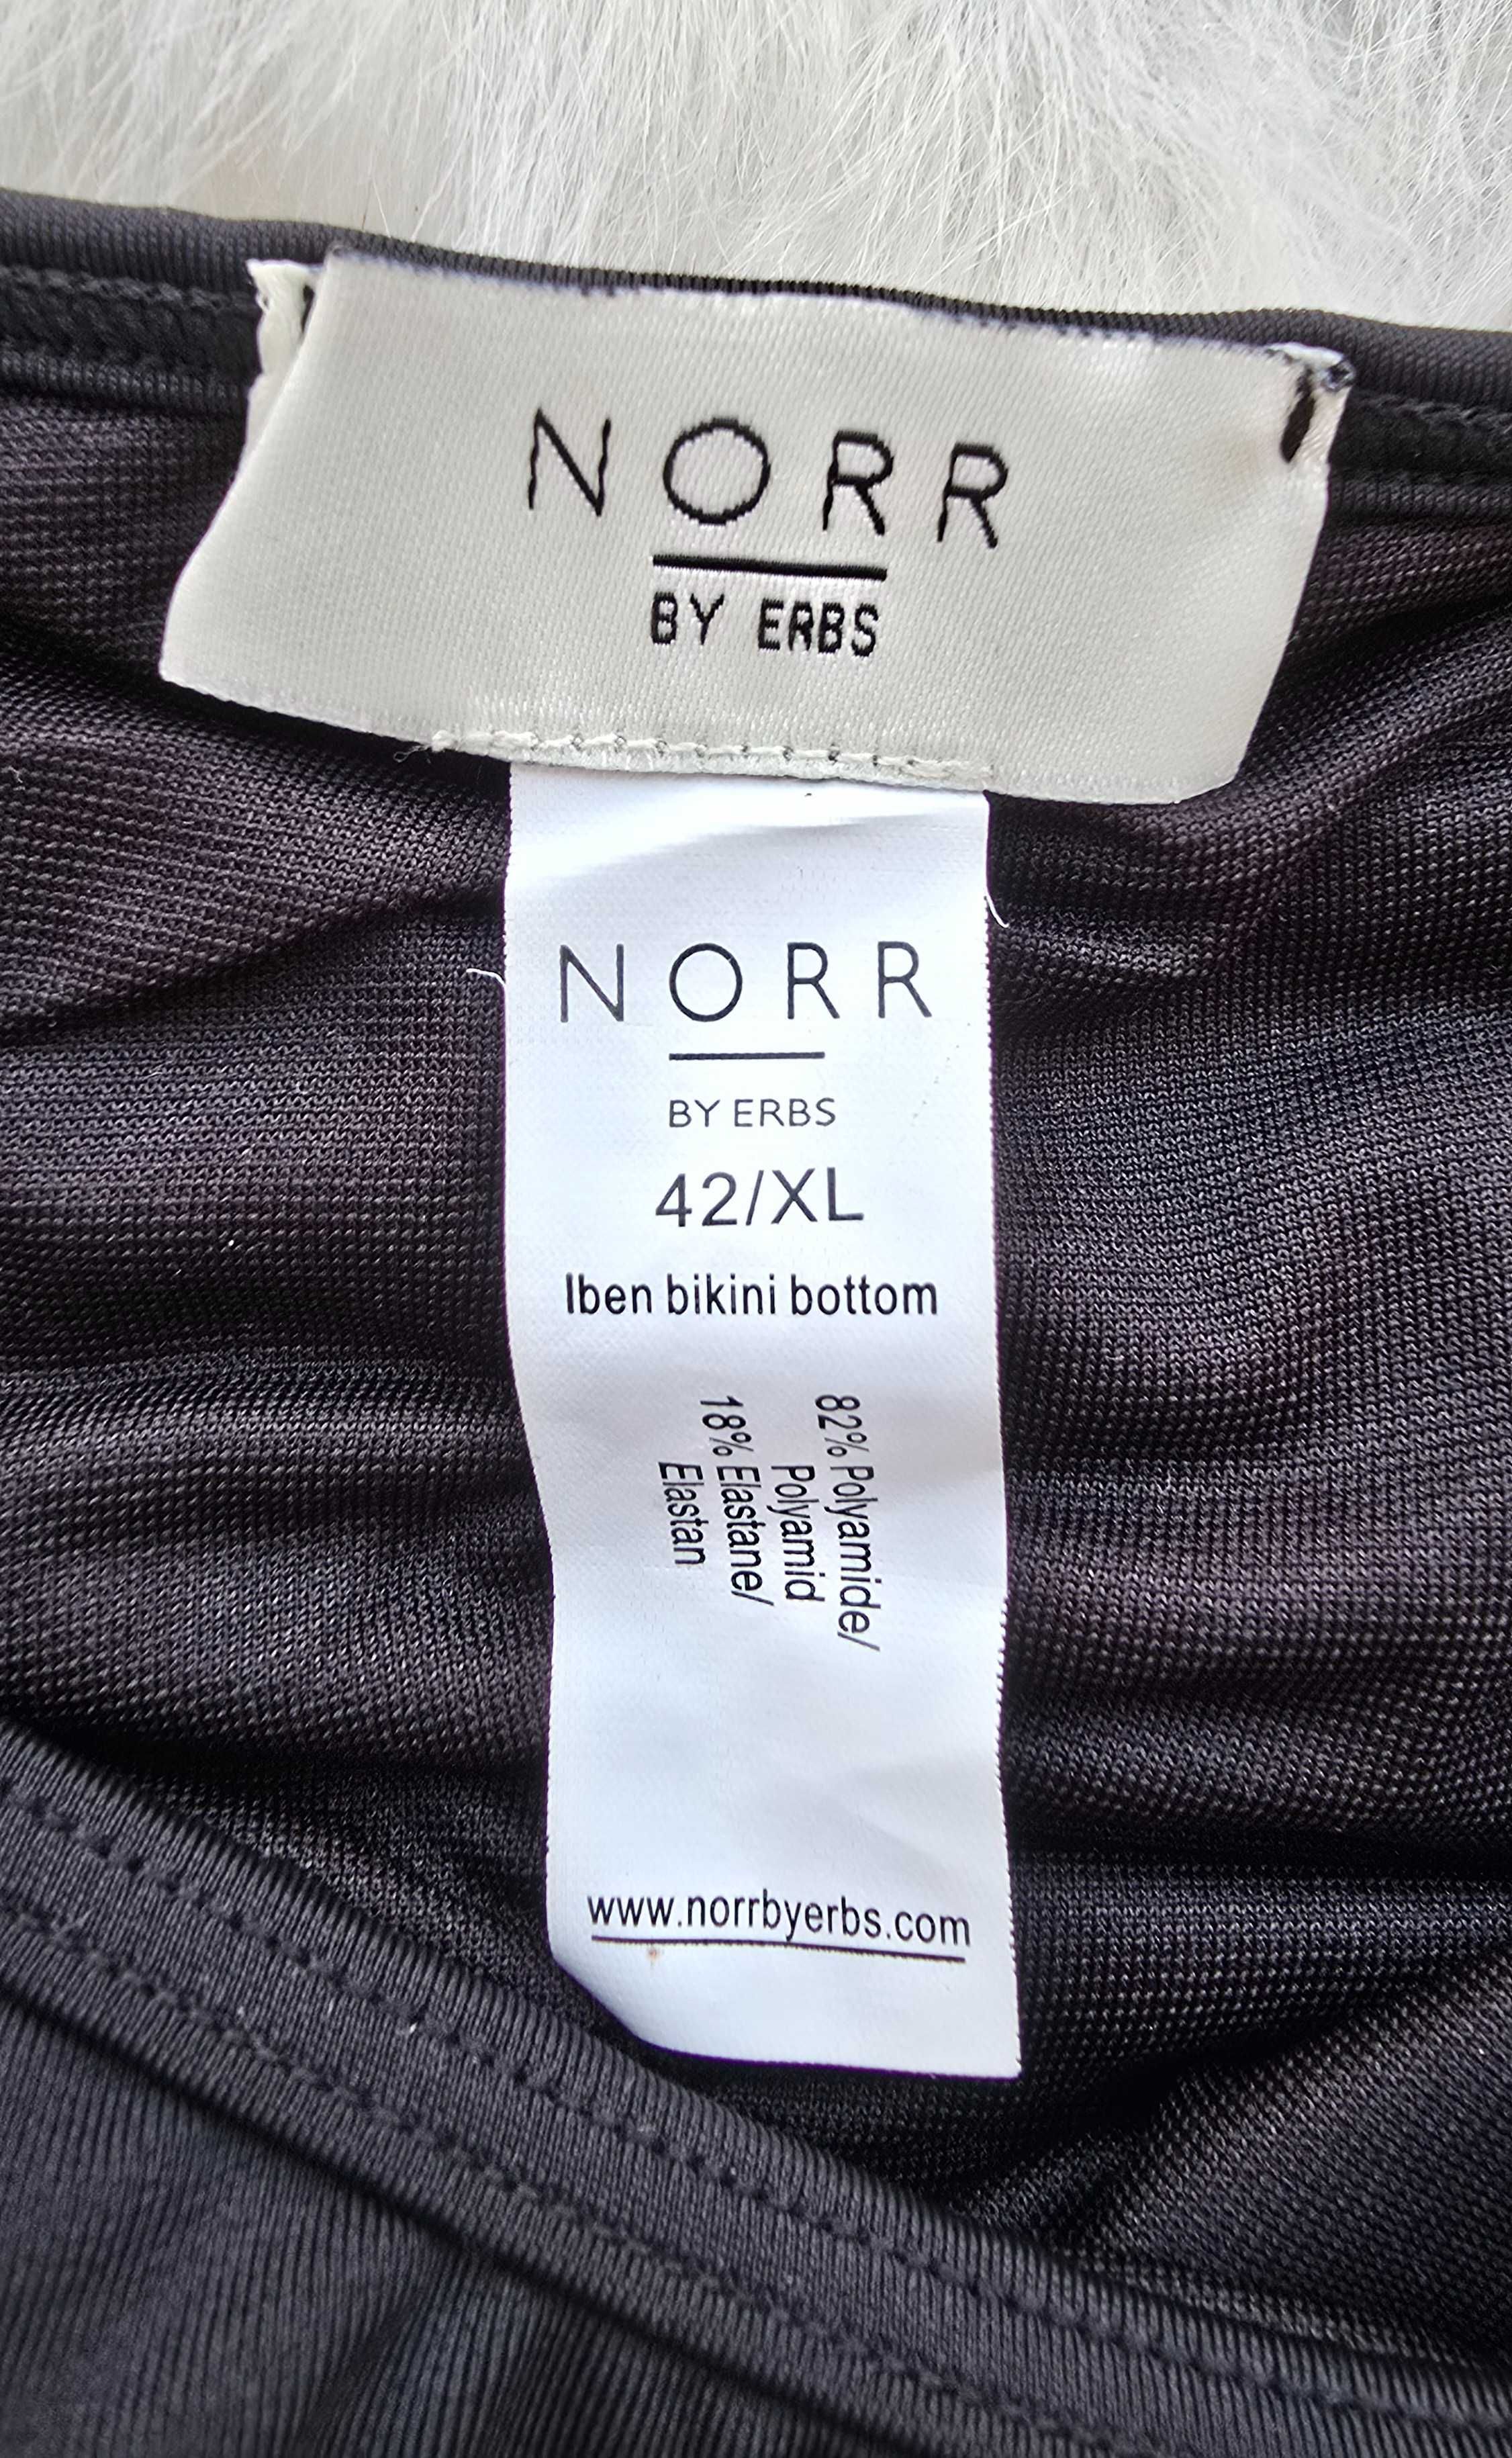 NORR
BY ERBS
NORR
BY ERBS
42/XL
Iben bikini bottom
82% Polyamide/
Polyamid
18% Elastane/
Elastan
www.norrbyerbs.com